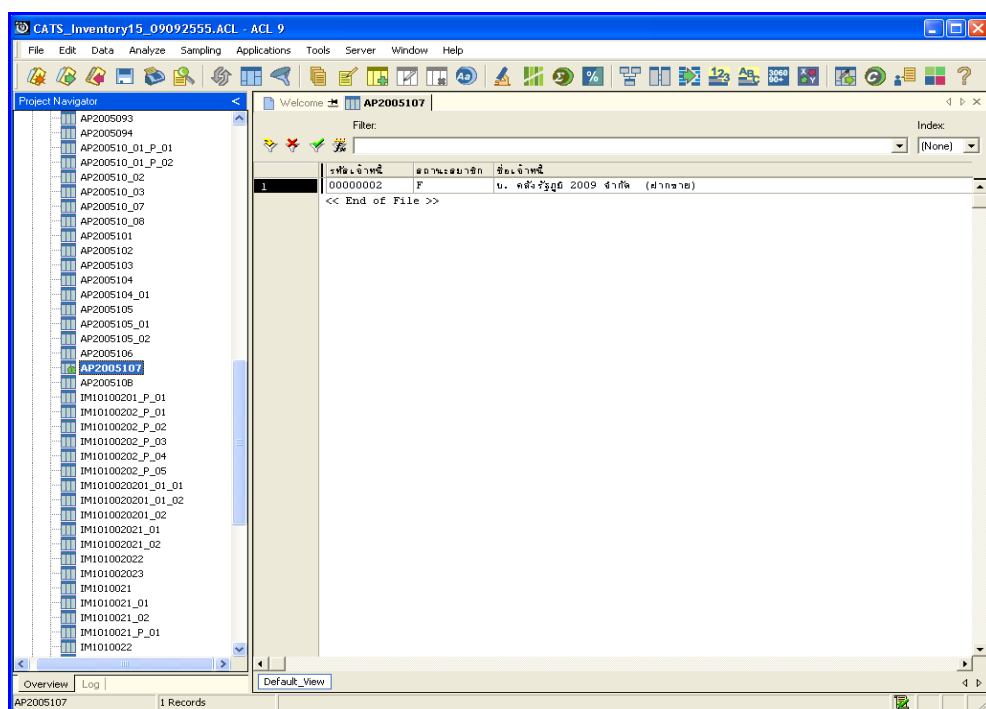 CATS_Inventory15_09092555.ACL - ACL 9
File Edit Data Analyze Sampling Applications Tools Server Window Help
Project Navigator <
Welcome AP2005107
AP2005093
AP2005094
AP200510_01_P_01
AP200510_01_P_02
AP200510_02
AP200510_03
AP200510_07
AP200510_08
AP2005101
AP2005102
AP2005103
AP2005104
AP2005104_01
AP2005105
AP2005105_01
AP2005105_02
AP2005106
AP2005107
AP200510B
IM10100201_P_01
IM10100202_P_01
IM10100202_P_02
IM10100202_P_03
IM10100202_P_04
IM10100202_P_05
IM1010020201_01_01
IM1010020201_01_02
IM1010020201_02
IM101002021_01
IM101002021_02
IM101002022
IM101002023
IM1010021
IM1010021_01
IM1010021_02
IM1010021_P_01
IM1010022
Filter: Index:
(None)
รหัสเจ้าหนี้ สถานะสมาชิก ชื่อเจ้าหนี้
1 00000002 F บ. คลังรัฐภูมิ 2009 จำกัด (ฝากขาย)
<< End of File >>
Overview Log
Default_View
AP2005107 1 Records